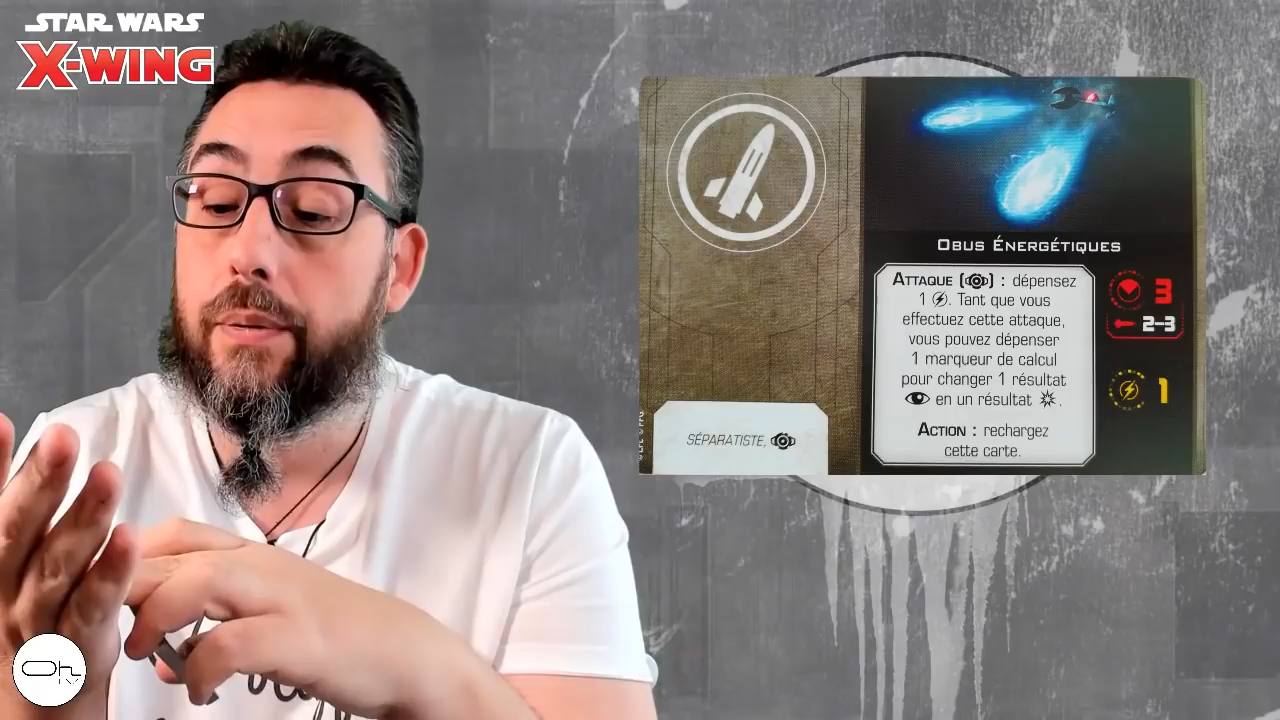 STAR WARS
X-WING
OBUS ÉNERGÉTIQUES
ATTAQUE [ ] : dépensez
1 . Tant que vous
effectuez cette attaque,
vous pouvez dépenser
1 marqueur de calcul
pour changer 1 résultat
en un résultat .
ACTION : rechargez
cette carte.
3
2–3
1
SÉPARATISTE,
Oh